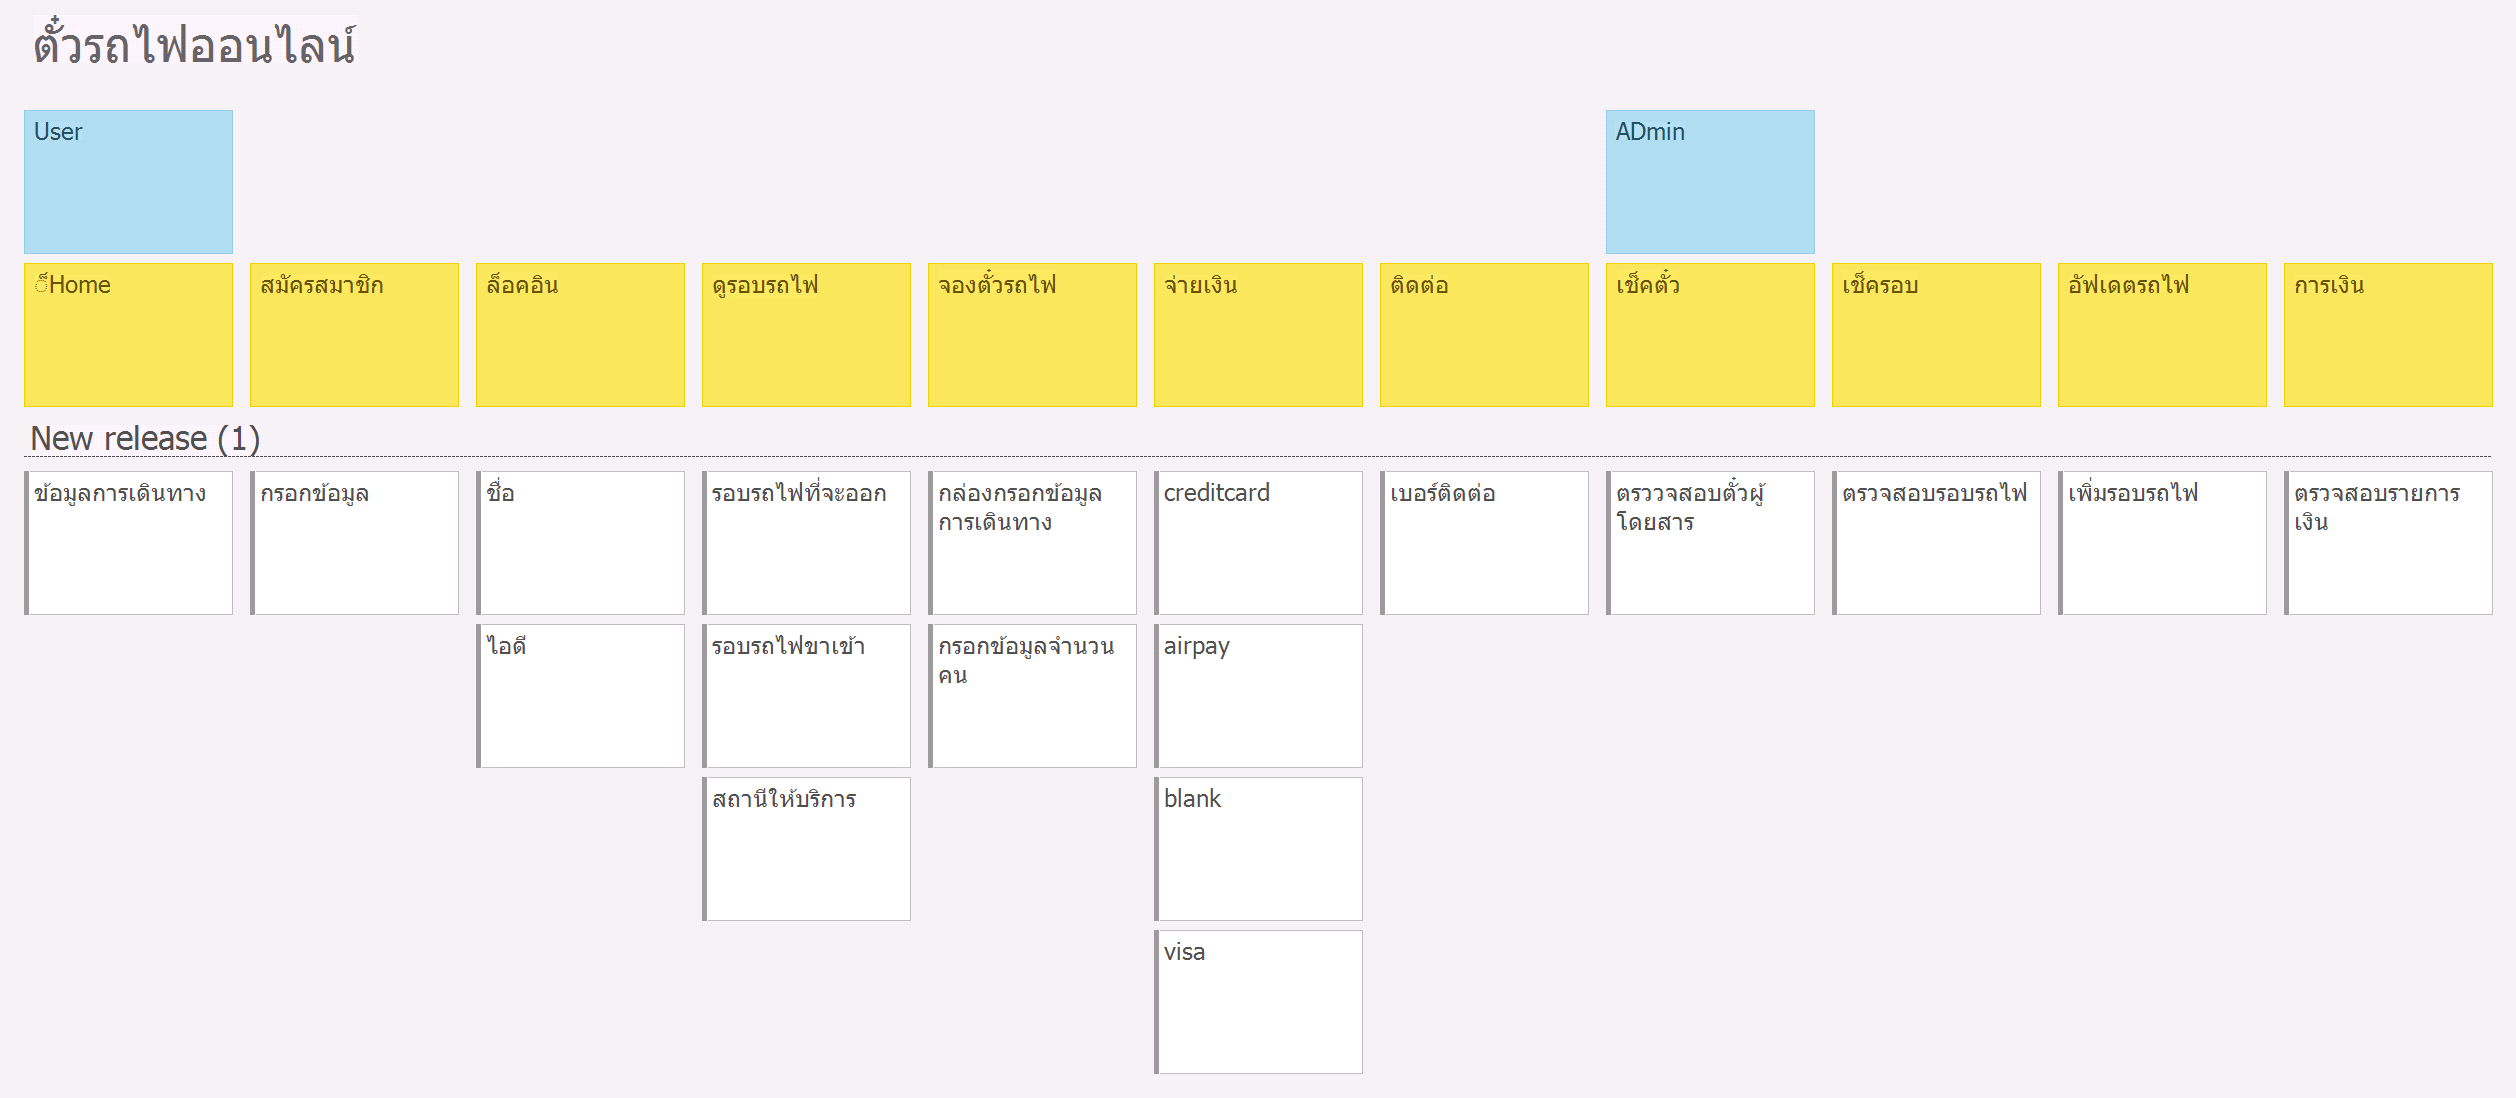 ตั๋วรถไฟออนไลน์
User
ADmin
็Home
สมัครสมาชิก
ล็อคอิน
ดูรอบรถไฟ
จองตั๋วรถไฟ
จ่ายเงิน
ติดต่อ
เช็คตั๋ว
เช็ครอบ
อัฟเดตรถไฟ
การเงิน
New release (1)
ข้อมูลการเดินทาง
กรอกข้อมูล
ชื่อ
รอบรถไฟที่จะออก
กล่องกรอกข้อมูล
การเดินทาง
creditcard
เบอร์ติดต่อ
ตรววจสอบตั๋วผู้
โดยสาร
ตรวจสอบรอบรถไฟ
เพิ่มรอบรถไฟ
ตรวจสอบรายการ
เงิน
ไอดี
รอบรถไฟขาเข้า
กรอกข้อมูลจำนวน
คน
airpay
สถานีให้บริการ
blank
visa